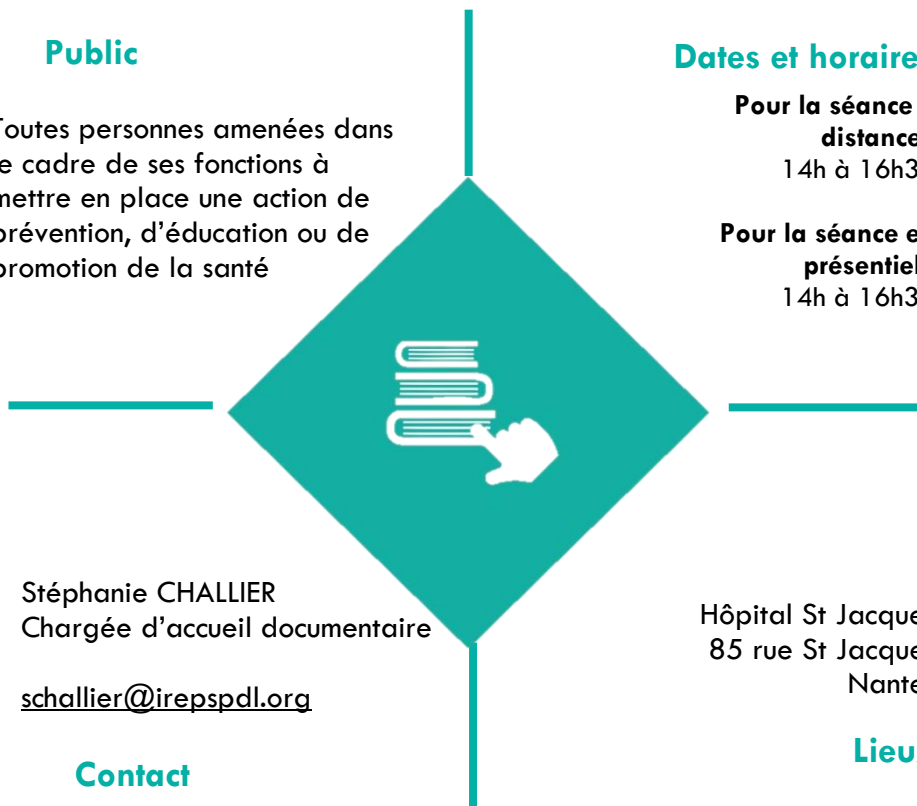 Public
Toutes personnes amenées dans
le cadre de ses fonctions à
mettre en place une action de
prévention, d'éducation ou de
promotion de la santé
Dates et horaire
Pour la séance
distance
14h à 16h3
Pour la séance e
présentiel
14h à 16h3
Stéphanie CHALLIER
Chargée d'accueil documentaire
schallier@irepspdl.org
Contact
Hôpital St Jacque
85 rue St Jacque
Nante
Lieu